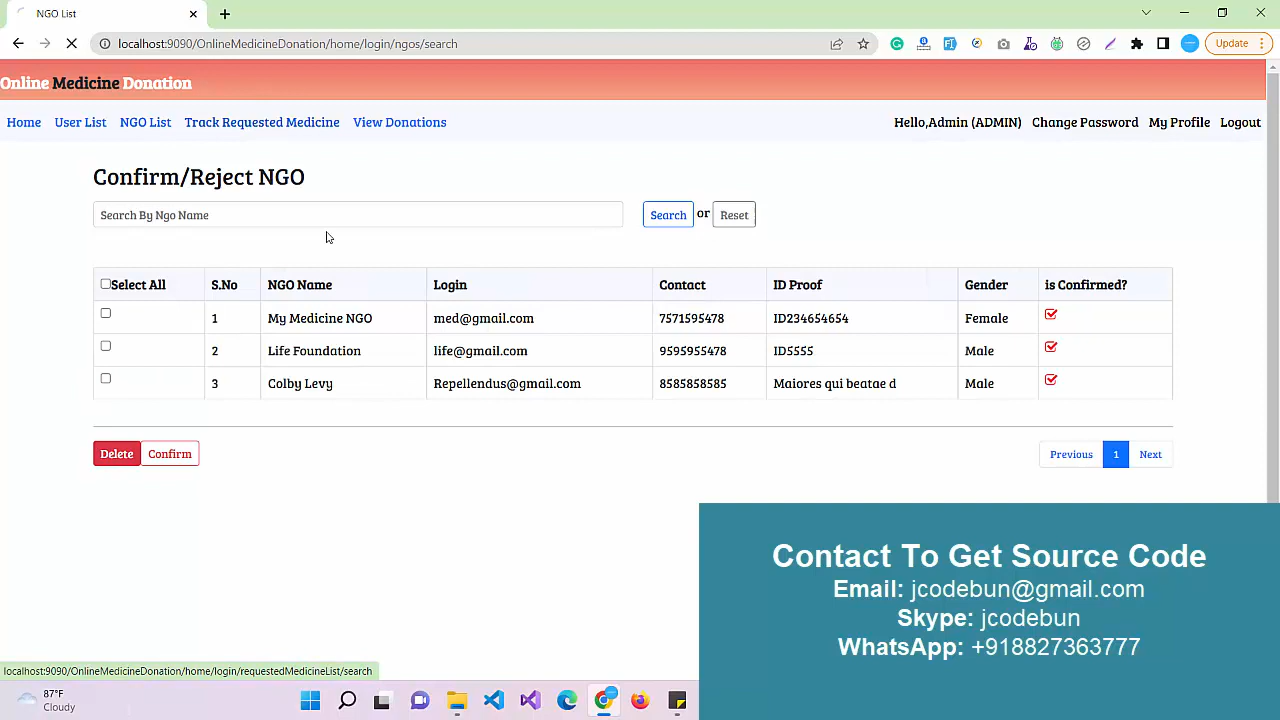 NGO List
localhost:9090/OnlineMedicineDonation/home/login/ngos/search
Update
Online Medicine Donation
Home User List NGO List Track Requested Medicine View Donations Hello,Admin (ADMIN) Change Password My Profile Logout
Confirm/Reject NGO
Search By Ngo Name Search or Reset
Select All S.No NGO Name Login Contact ID Proof Gender is Confirmed?
1 My Medicine NGO med@gmail.com 7571595478 ID234654654 Female
2 Life Foundation life@gmail.com 9595955478 ID5555 Male
3 Colby Levy Repellendus@gmail.com 8585858585 Maiores qui beatae d Male
Delete Confirm Previous 1 Next
Contact To Get Source Code
Email: jcodebun@gmail.com
Skype: jcodebun
WhatsApp: +918827363777
localhost:9090/OnlineMedicineDonation/home/login/requestedMedicineList/search
87°F
Cloudy